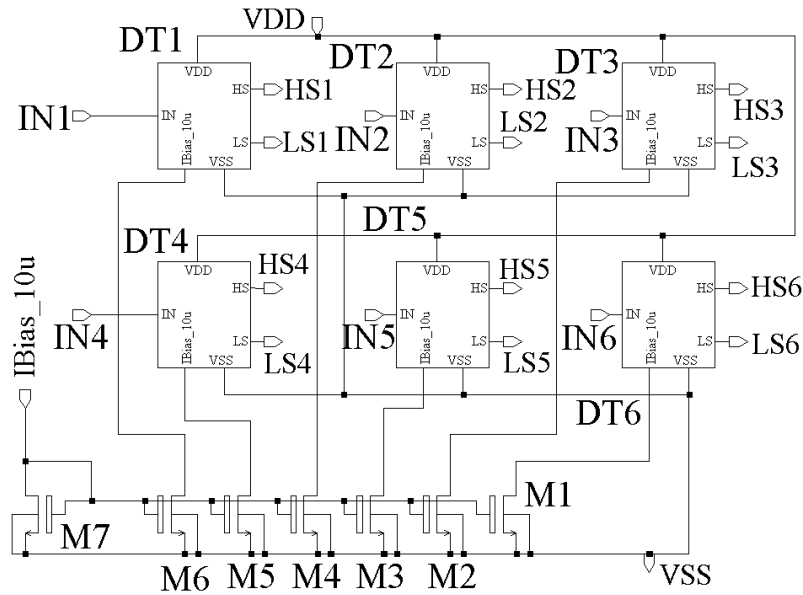 VDD
DT1
DT2
DT3
VDD
VDD
VDD
HS
HS1
HS
HS2
HS
HS3
IN1
IN
IN2
IN
IN3
IN
LS
LS1
LS
LS2
LS
LS3
IBias_10u
VSS
IBias_10u
VSS
IBias_10u
VSS
DT4
DT5
VDD
VDD
VDD
HS
HS4
HS
HS5
HS
HS6
IN4
IN
IN5
IN
IN6
IN
LS
LS4
LS
LS5
LS
LS6
IBias_10u
VSS
IBias_10u
VSS
IBias_10u
VSS
IBias_10u
DT6
M1
M7
M6
M5
M4
M3
M2
VSS